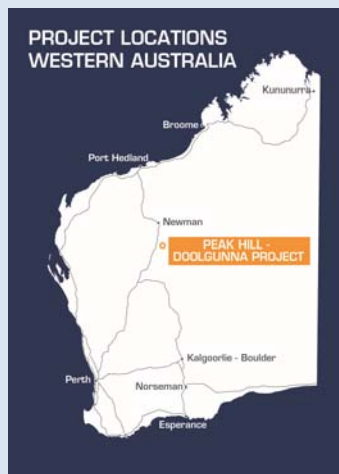 PROJECT LOCATIONS
WESTERN AUSTRALIA
Kununurra
Broome
Port Hedland
Newman
PEAK HILL -
DOOLGUNNA PROJECT
Kalgoorlie - Boulder
Perth
Norseman
Esperance